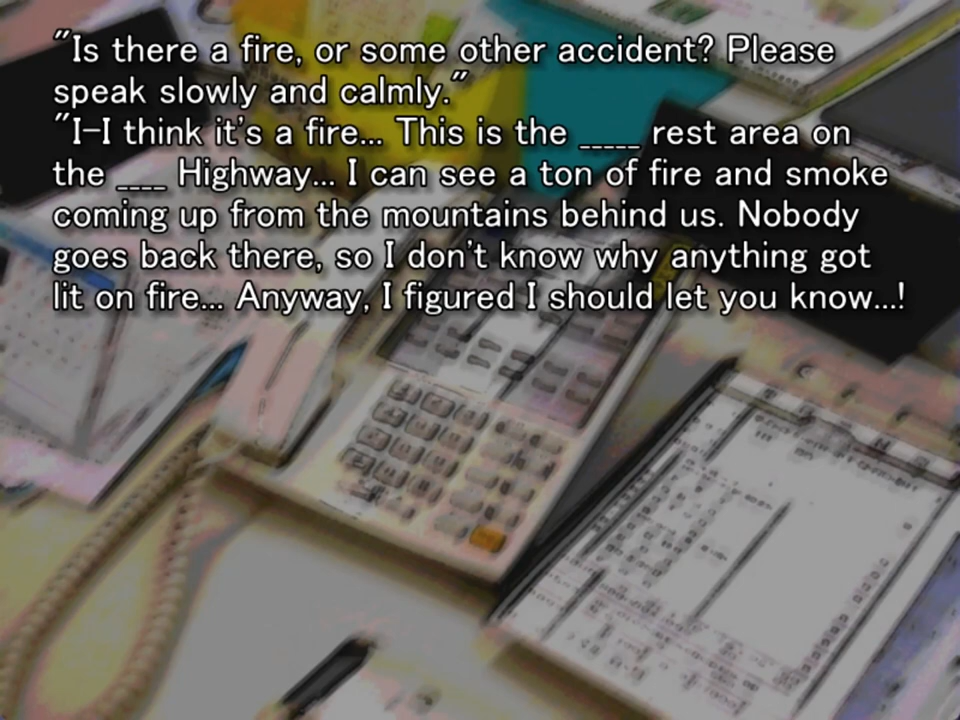 "Is there a fire, or some other accident? Please
speak slowly and calmly."
"I-I think it's a fire... This is the _____ rest area on
the ____ Highway... I can see a ton of fire and smoke
coming up from the mountains behind us. Nobody
goes back there, so I don't know why anything got
lit on fire... Anyway, I figured I should let you know...!